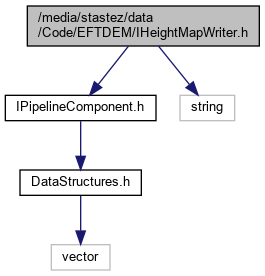 /media/stastez/data
/Code/EFTDEM/IHeightMapWriter.h
IPipelineComponent.h
string
DataStructures.h
vector